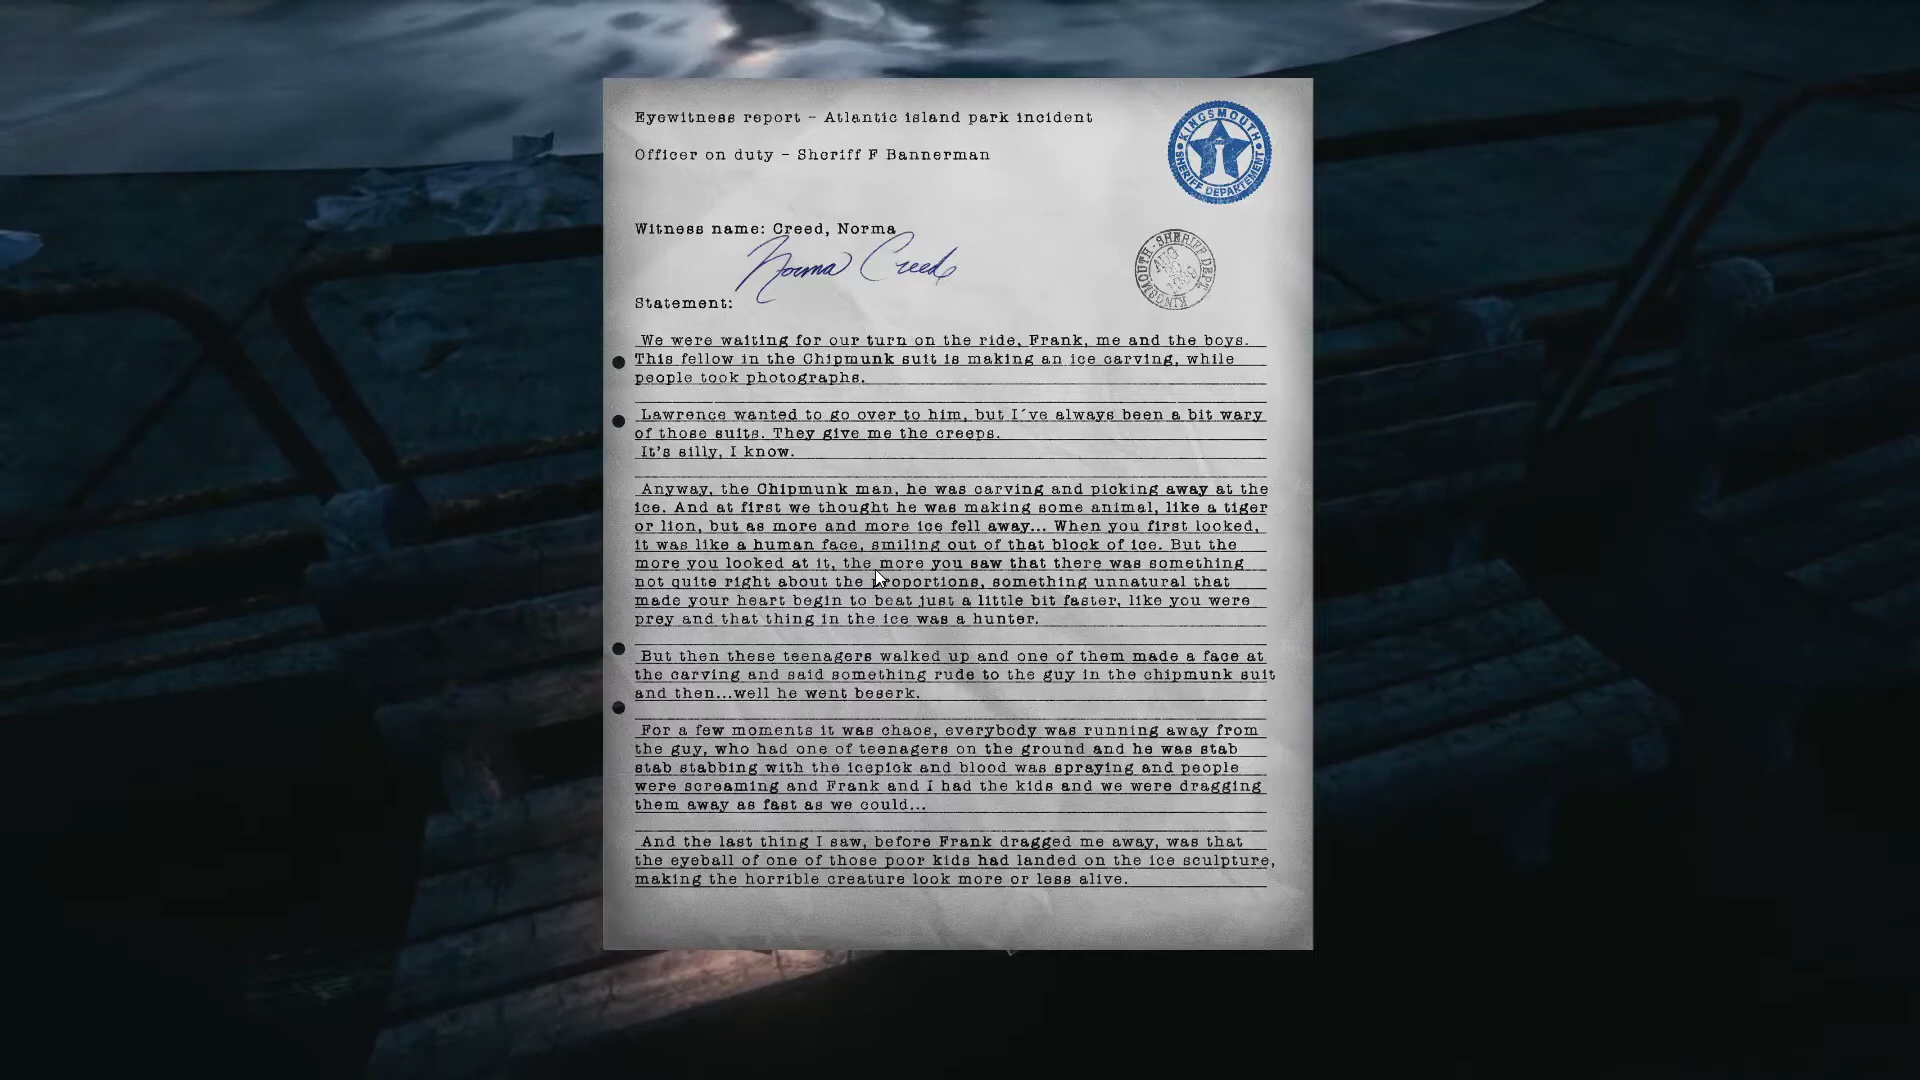 Eyewitness report - Atlantic island park incident
KINGSMOUTH
SHERIFF DEPARTEMENT
Officer on duty - Sheriff F Bannerman
Witness name: Creed, Norma
Norma Creed
KINGSMOUTH - SHERIFF DEPT
Statement:
We were waiting for our turn on the ride, Frank, me and the boys.
This fellow in the Chipmunk suit is making an ice carving, while
people took photographs.
Lawrence wanted to go over to him, but I´ve always been a bit wary
of those suits. They give me the creeps.
It's silly, I know.
Anyway, the Chipmunk man, he was carving and picking away at the
ice. And at first we thought he was making some animal, like a tiger
or lion, but as more and more ice fell away... When you first looked,
it was like a human face, smiling out of that block of ice. But the
more you looked at it, the more you saw that there was something
not quite right about the proportions, something unnatural that
made your heart begin to beat just a little bit faster, like you were
prey and that thing in the ice was a hunter.
But then these teenagers walked up and one of them made a face at
the carving and said something rude to the guy in the chipmunk suit
and then...well he went beserk.
For a few moments it was chaos, everybody was running away from
the guy, who had one of teenagers on the ground and he was stab
stab stabbing with the icepick and blood was spraying and people
were screaming and Frank and I had the kids and we were dragging
them away as fast as we could...
And the last thing I saw, before Frank dragged me away, was that
the eyeball of one of those poor kids had landed on the ice sculpture,
making the horrible creature look more or less alive.